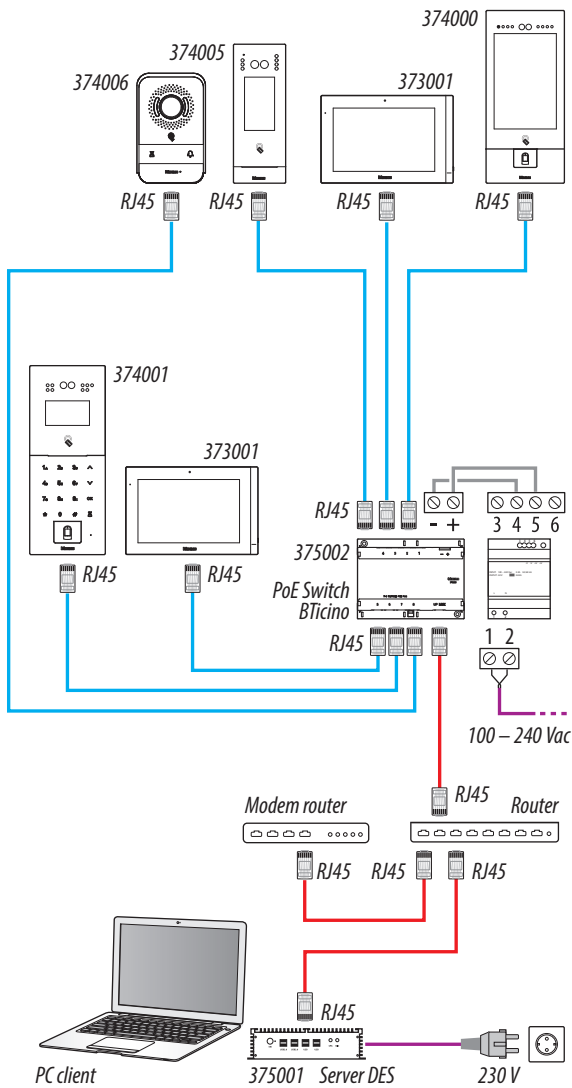 374000
374005
374006
373001
RJ45
RJ45
RJ45
RJ45
374001
373001
RJ45
RJ45
RJ45
- +
3 4 5 6
375002
PoE Switch
BTicino
RJ45
1 2
100 – 240 Vac
RJ45
Modem router
Router
RJ45
RJ45
RJ45
RJ45
PC client
375001 Server DES
230 V